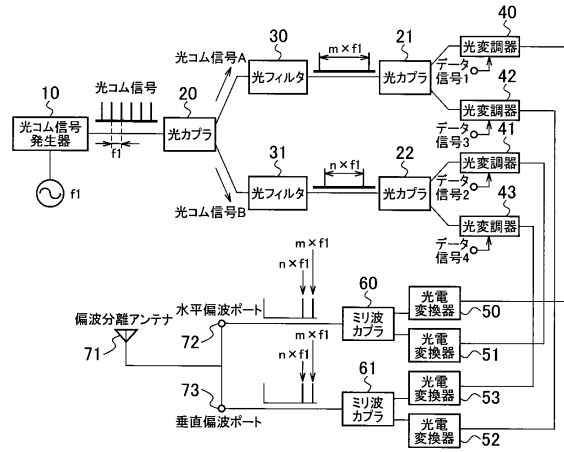 10
光コム信号
発生器
f1
光コム信号
f1
20
光カプラ
光コム信号A
光コム信号B
30
光フィルタ
m×f1
21
光カプラ
31
光フィルタ
n×f1
22
光カプラ
40
光変調器
データ
信号1
42
光変調器
データ
信号3
41
光変調器
データ
信号2
43
光変調器
データ
信号4
偏波分離アンテナ
71
水平偏波ポート
72
m×f1
n×f1
73
垂直偏波ポート
m×f1
n×f1
60
ミリ波
カプラ
61
ミリ波
カプラ
光電
変換器
50
光電
変換器
51
光電
変換器
53
光電
変換器
52